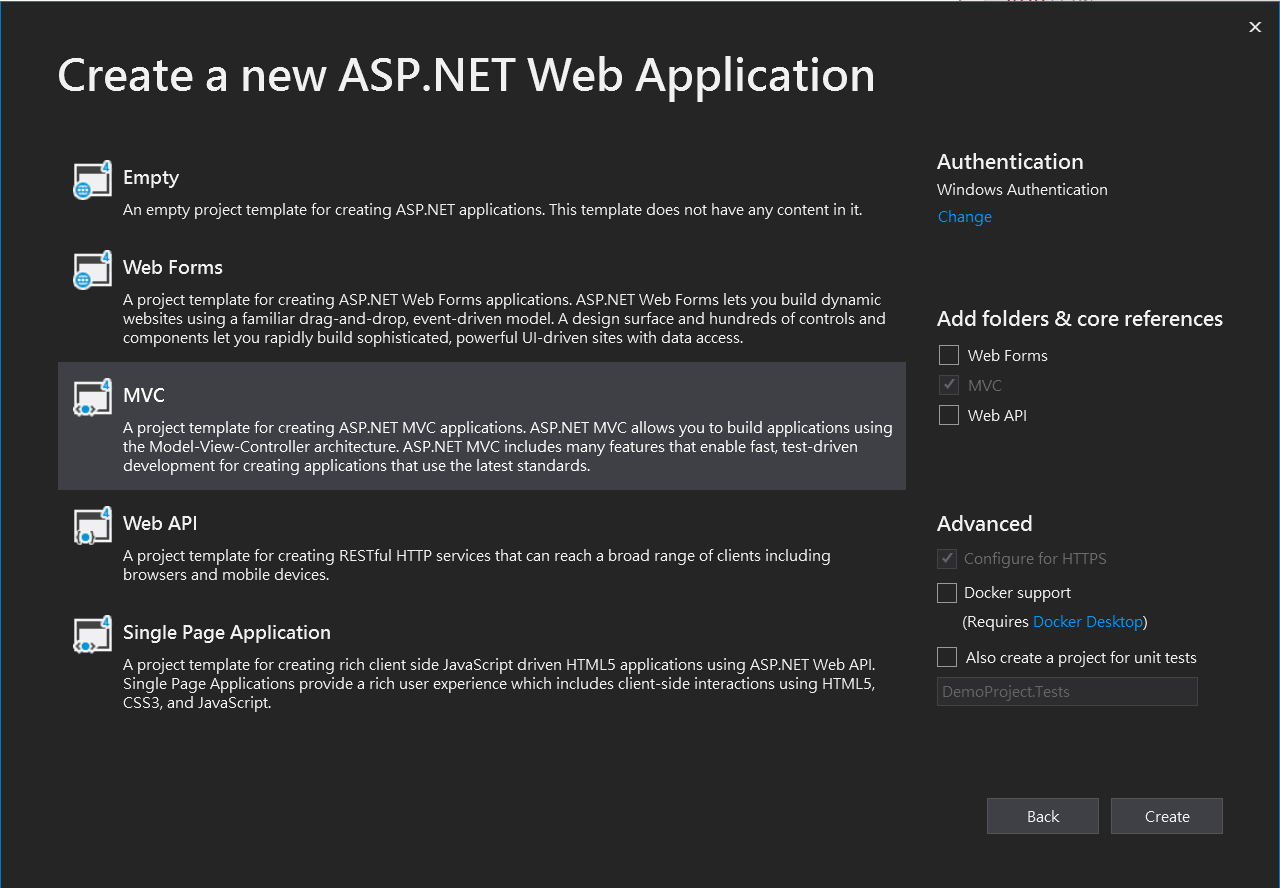 Create a new ASP.NET Web Application
Empty
An empty project template for creating ASP.NET applications. This template does not have any content in it.
Web Forms
A project template for creating ASP.NET Web Forms applications. ASP.NET Web Forms lets you build dynamic
websites using a familiar drag-and-drop, event-driven model. A design surface and hundreds of controls and
components let you rapidly build sophisticated, powerful UI-driven sites with data access.
MVC
A project template for creating ASP.NET MVC applications. ASP.NET MVC allows you to build applications using
the Model-View-Controller architecture. ASP.NET MVC includes many features that enable fast, test-driven
development for creating applications that use the latest standards.
Web API
A project template for creating RESTful HTTP services that can reach a broad range of clients including
browsers and mobile devices.
Single Page Application
A project template for creating rich client side JavaScript driven HTML5 applications using ASP.NET Web API.
Single Page Applications provide a rich user experience which includes client-side interactions using HTML5,
CSS3, and JavaScript.
Authentication
Windows Authentication
Change
Add folders & core references
Web Forms
MVC
Web API
Advanced
Configure for HTTPS
Docker support
(Requires Docker Desktop)
Also create a project for unit tests
DemoProject.Tests
Back
Create